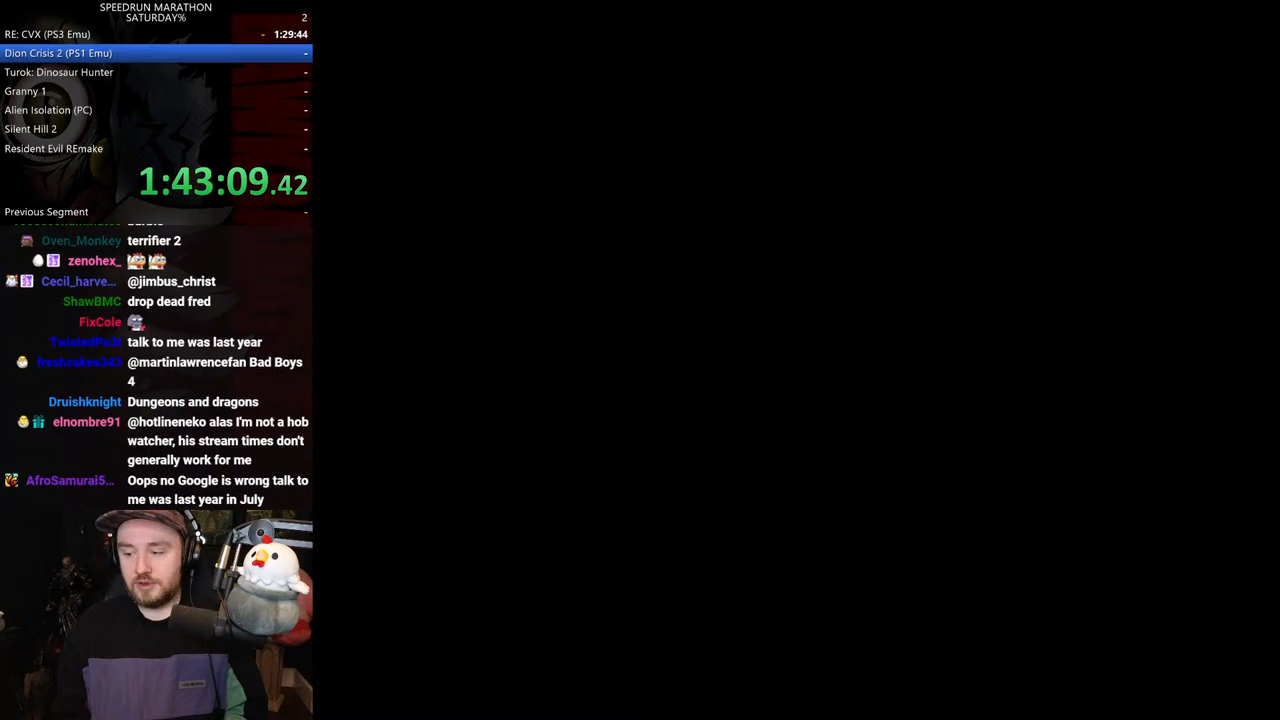 SPEEDRUN MARATHON
SATURDAY%
2
RE: CVX (PS3 Emu) - 1:29:44
Dion Crisis 2 (PS1 Emu) -
Turok: Dinosaur Hunter -
Granny 1 -
Alien Isolation (PC) -
Silent Hill 2 -
Resident Evil REmake -
1:43:09.42
Previous Segment -
Oven_Monkey terrifier 2
zenohex_
Cecil_harve... @jimbus_christ
ShawBMC drop dead fred
FixCole
talk to me was last year
freahcakes343 @martinlawrencefan Bad Boys
4
Druishknight Dungeons and dragons
elnombre91 @hotlineneko alas I'm not a hob
watcher, his stream times don't
generally work for me
AfroSamurai5... Oops no Google is wrong talk to
me was last year in July